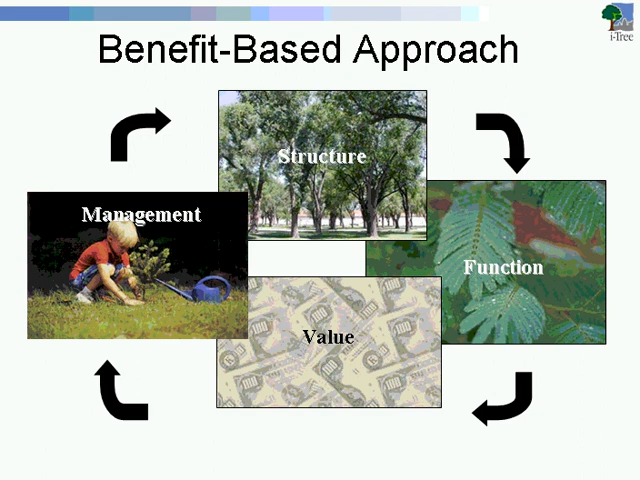 Benefit-Based Approach
i-Tree
Structure
Management
Function
Value